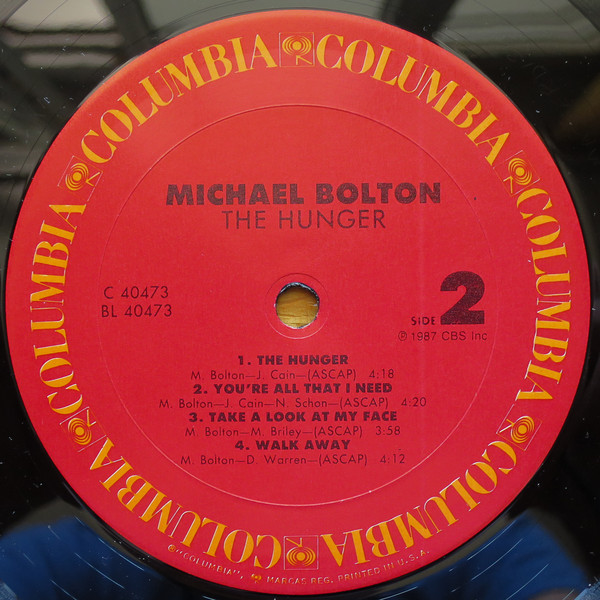 COLUMBIA COLUMBIA COLUMBIA COLUMBIA COLUMBIA COLUMBIA COLUMBIA COLUMBIA
MICHAEL BOLTON
THE HUNGER
C 40473
BL 40473
SIDE 2
℗ 1987 CBS Inc
1. THE HUNGER
M. Bolton—J. Cain—(ASCAP) 4:18
2. YOU'RE ALL THAT I NEED
M. Bolton—J. Cain—N. Schon—(ASCAP) 4:20
3. TAKE A LOOK AT MY FACE
M. Bolton—M. Briley—(ASCAP) 3:58
4. WALK AWAY
M. Bolton—D. Warren—(ASCAP) 4:12
©"COLUMBIA", MARCAS REG. PRINTED IN U.S.A.